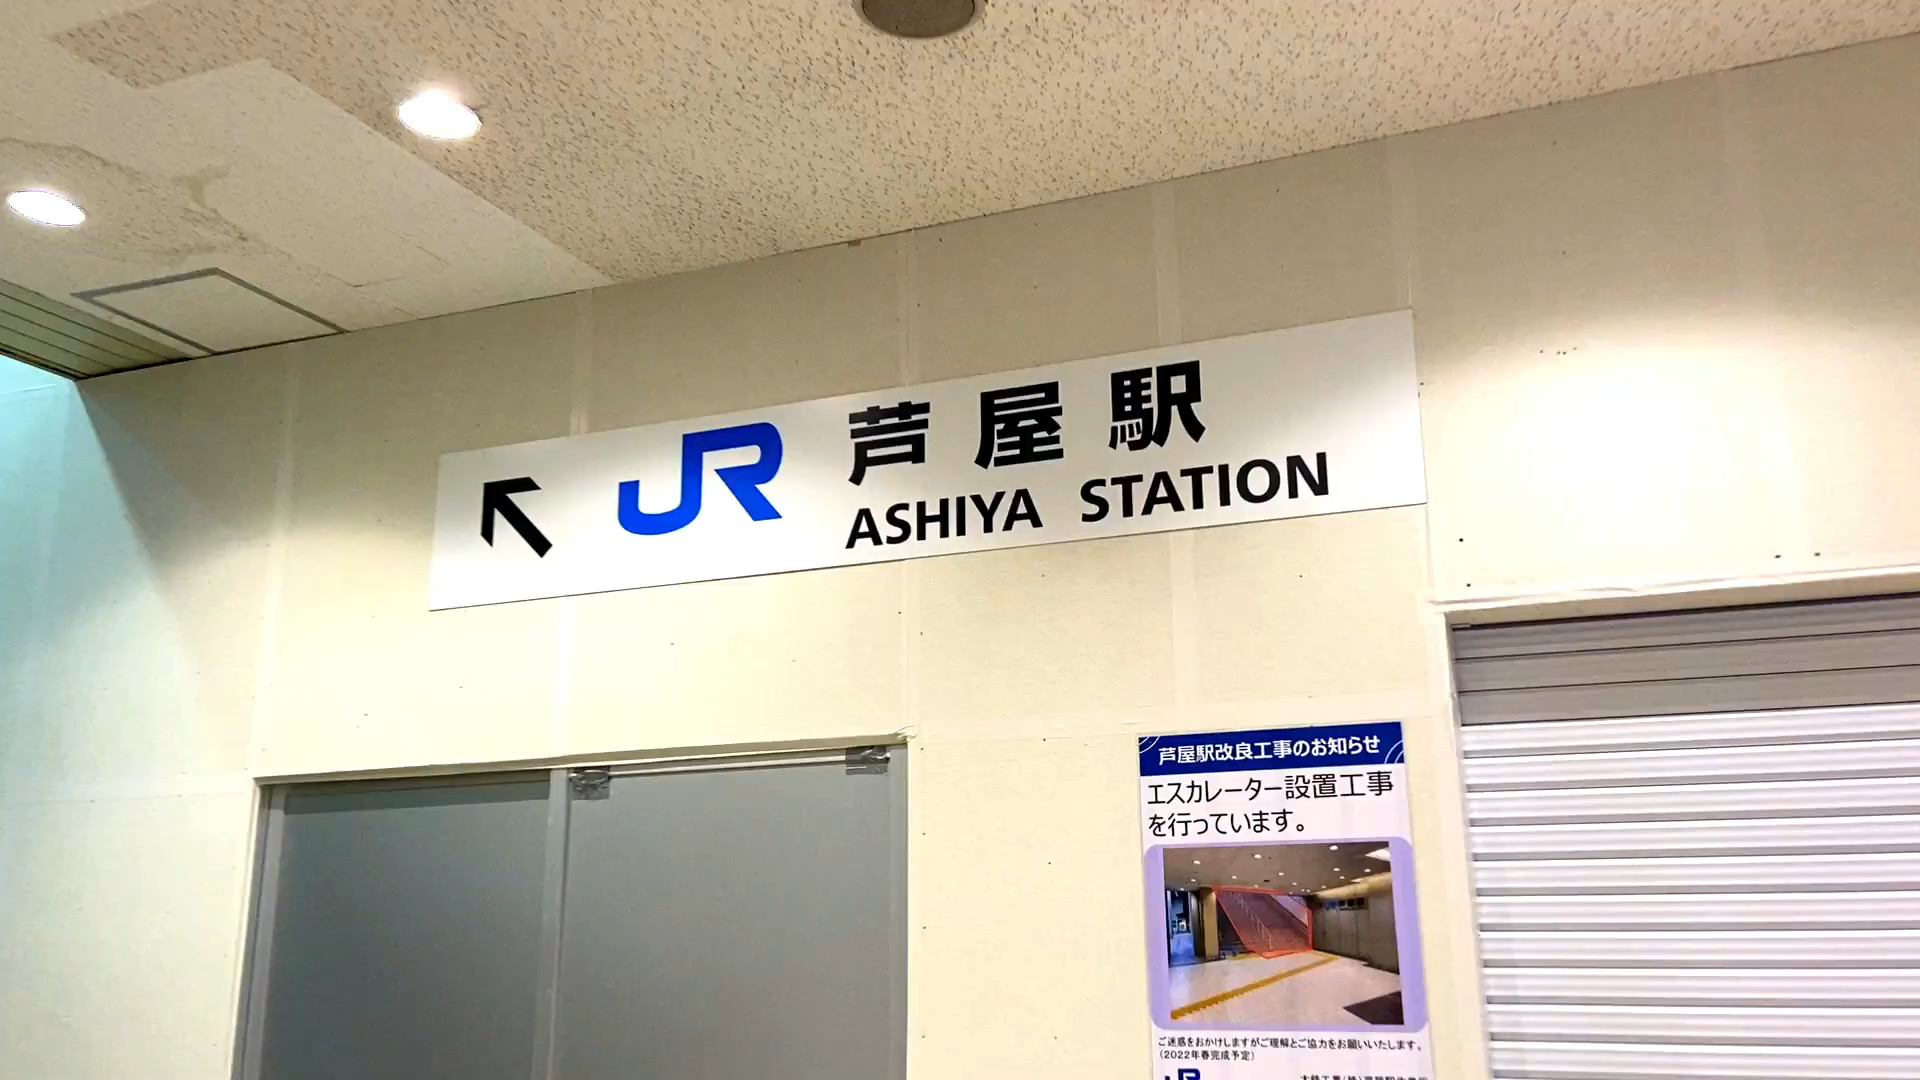 JR 芦屋駅
ASHIYA STATION
芦屋駅改良工事のお知らせ
エスカレーター設置工事
を行っています。
ご迷惑をおかけしますがご理解とご協力をお願いいたします。
(2022年春完成予定)
JR